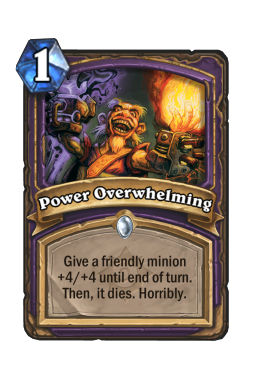 1
Power Overwhelming
Give a friendly minion
+4/+4 until end of turn.
Then, it dies. Horribly.